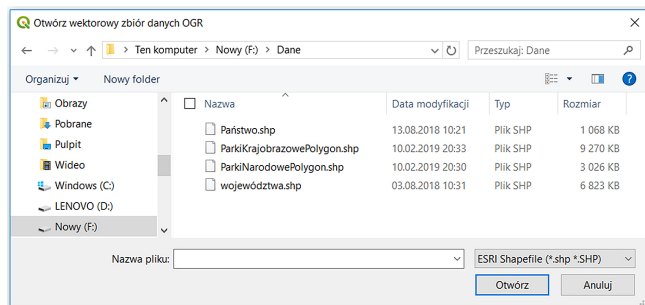 Otwórz wektorowy zbiór danych OGR
Ten komputer > Nowy (F:) > Dane
Przeszukaj: Dane
Organizuj
Nowy folder
Obrazy
Pobrane
Pulpit
Wideo
Windows (C:)
LENOVO (D:)
Nowy (F:)
Nazwa Data modyfikacji Typ Rozmiar
Państwo.shp 13.08.2018 10:21 Plik SHP 1 068 KB
ParkiKrajobrazowePolygon.shp 10.02.2019 20:33 Plik SHP 9 270 KB
ParkiNarodowePolygon.shp 10.02.2019 20:30 Plik SHP 3 026 KB
województwa.shp 03.08.2018 10:31 Plik SHP 6 823 KB
Nazwa pliku:
ESRI Shapefile (*.shp *.SHP)
Otwórz
Anuluj